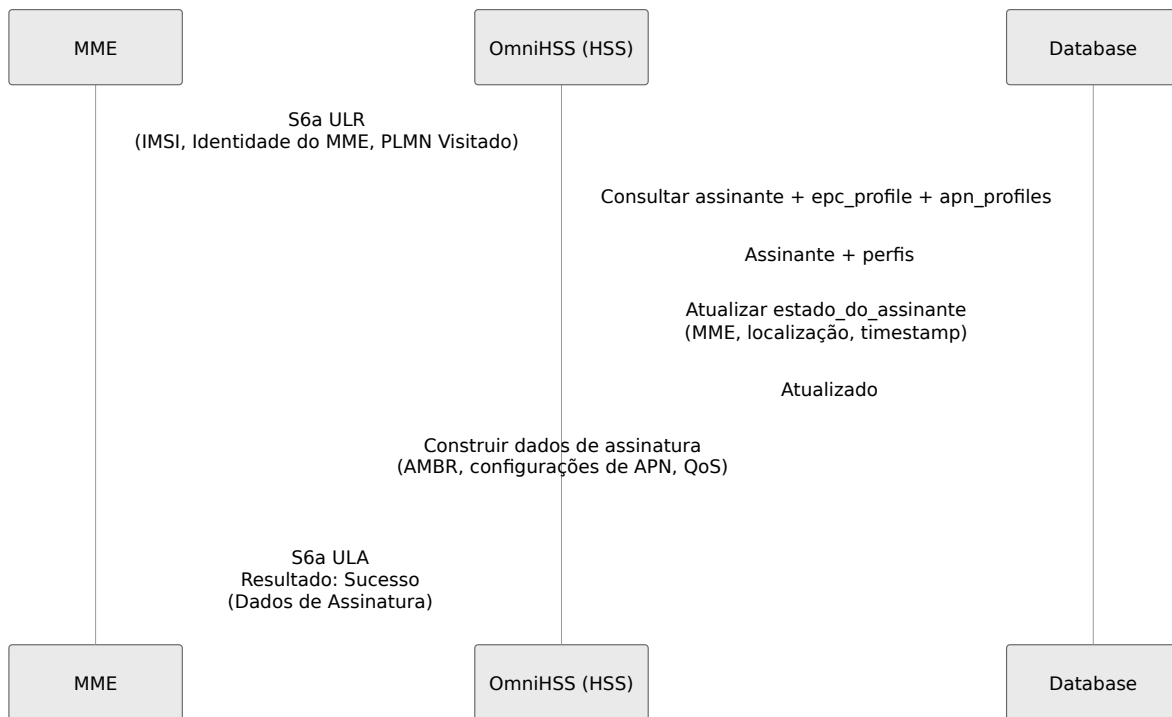 MME
OmniHSS (HSS)
Database
S6a ULR
(IMSI, Identidade do MME, PLMN Visitado)
Consultar assinante + epc_profile + apn_profiles
Assinante + perfis
Atualizar estado_do_assinante
(MME, localização, timestamp)
Atualizado
Construir dados de assinatura
(AMBR, configurações de APN, QoS)
S6a ULA
Resultado: Sucesso
(Dados de Assinatura)
MME
OmniHSS (HSS)
Database